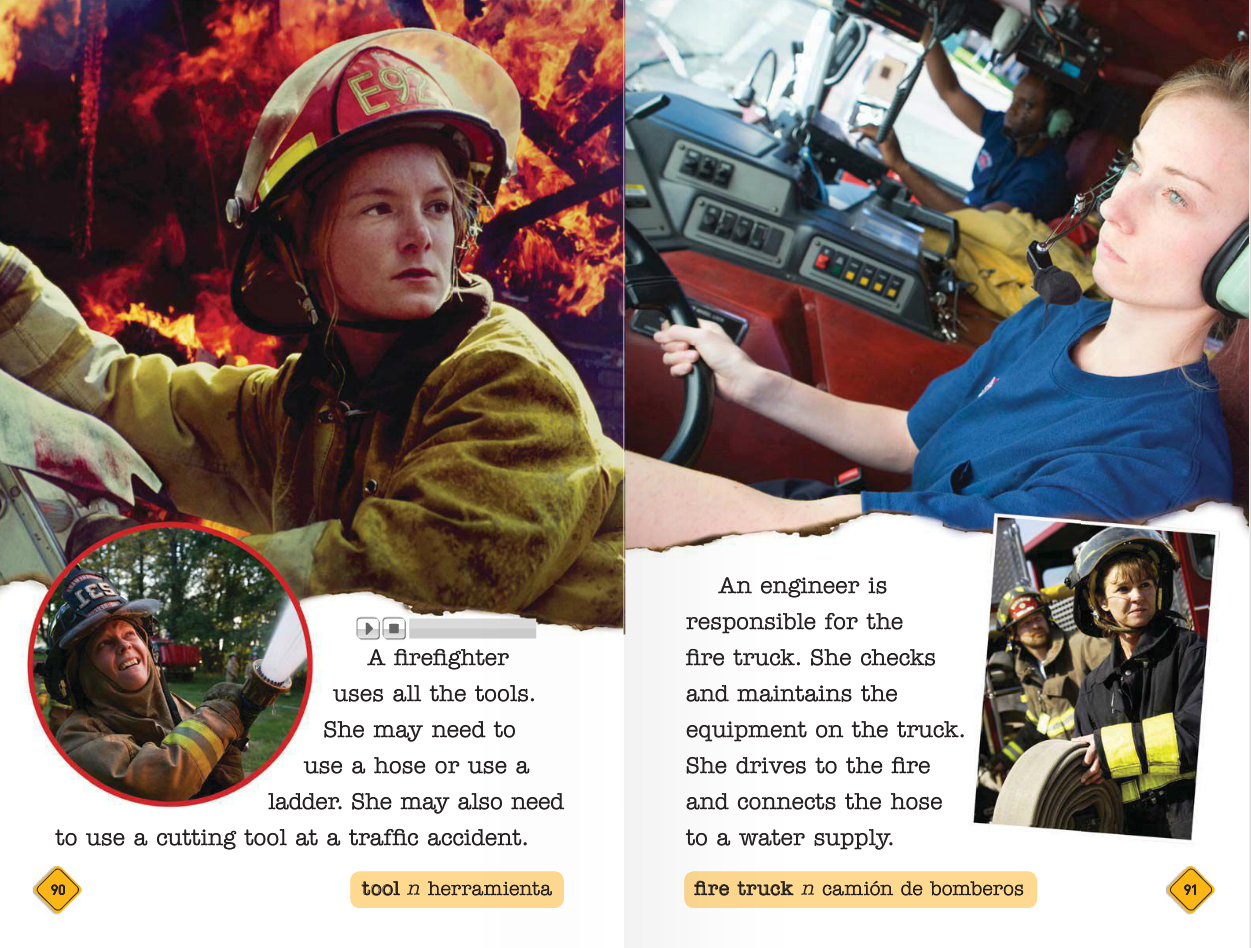 E92
IES
A firefighter
uses all the tools.
She may need to
use a hose or use a
ladder. She may also need
to use a cutting tool at a traffic accident.
90
tool n herramienta
An engineer is
responsible for the
fire truck. She checks
and maintains the
equipment on the truck.
She drives to the fire
and connects the hose
to a water supply.
fire truck n camión de bomberos
91